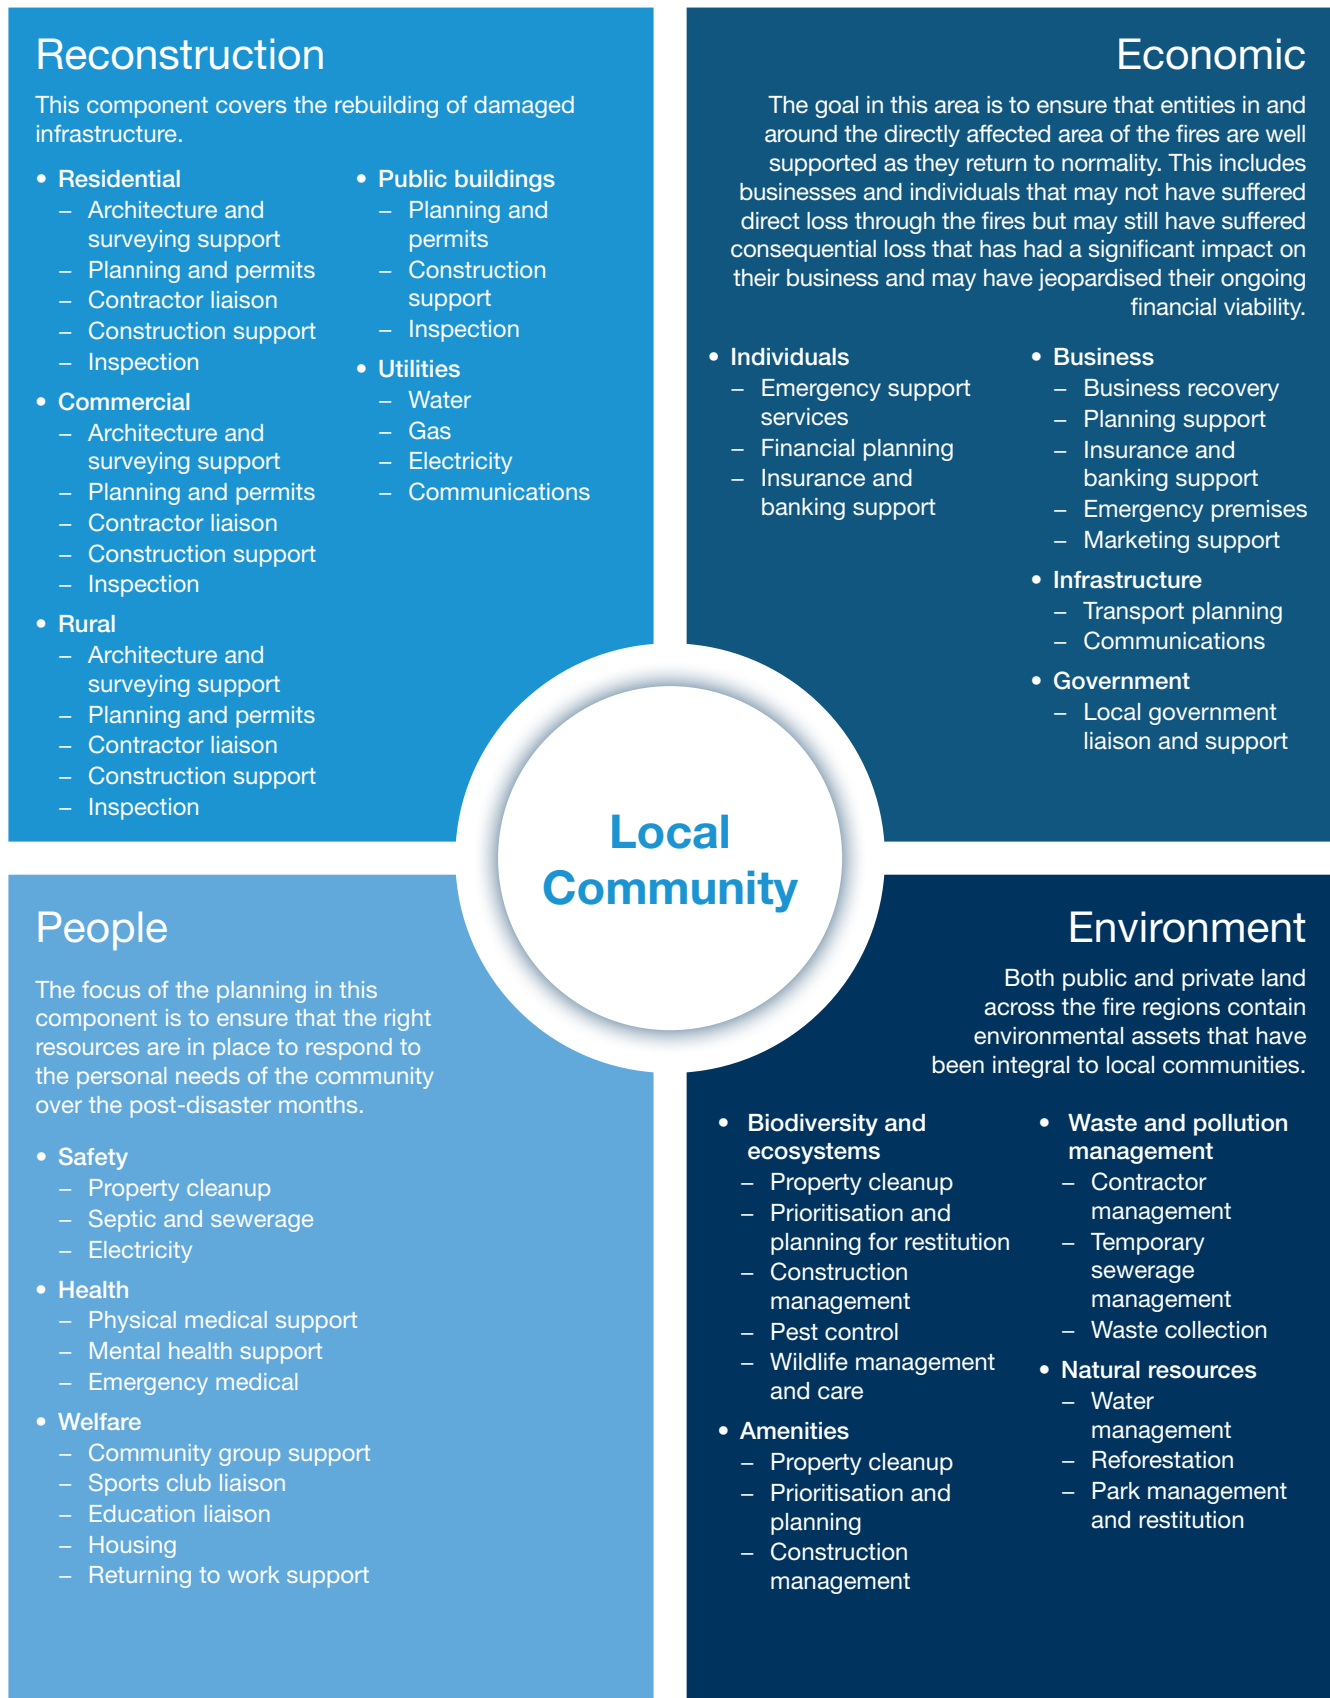 Reconstruction
This component covers the rebuilding of damaged
infrastructure.
• Residential
– Architecture and
surveying support
– Planning and permits
– Contractor liaison
– Construction support
– Inspection
• Commercial
– Architecture and
surveying support
– Planning and permits
– Contractor liaison
– Construction support
– Inspection
• Rural
– Architecture and
surveying support
– Planning and permits
– Contractor liaison
– Construction support
– Inspection
• Public buildings
– Planning and
permits
– Construction
support
– Inspection
• Utilities
– Water
– Gas
– Electricity
– Communications
Economic
The goal in this area is to ensure that entities in and
around the directly affected area of the fires are well
supported as they return to normality. This includes
businesses and individuals that may not have suffered
direct loss through the fires but may still have suffered
consequential loss that has had a significant impact on
their business and may have jeopardised their ongoing
financial viability.
• Individuals
– Emergency support
services
– Financial planning
– Insurance and
banking support
• Business
– Business recovery
– Planning support
– Insurance and
banking support
– Emergency premises
– Marketing support
• Infrastructure
– Transport planning
– Communications
• Government
– Local government
liaison and support
Local
Community
People
The focus of the planning in this
component is to ensure that the right
resources are in place to respond to
the personal needs of the community
over the post-disaster months.
• Safety
– Property cleanup
– Septic and sewerage
– Electricity
• Health
– Physical medical support
– Mental health support
– Emergency medical
• Welfare
– Community group support
– Sports club liaison
– Education liaison
– Housing
– Returning to work support
Environment
Both public and private land
across the fire regions contain
environmental assets that have
been integral to local communities.
• Biodiversity and
ecosystems
– Property cleanup
– Prioritisation and
planning for restitution
– Construction
management
– Pest control
– Wildlife management
and care
• Amenities
– Property cleanup
– Prioritisation and
planning
– Construction
management
• Waste and pollution
management
– Contractor
management
– Temporary
sewerage
management
– Waste collection
• Natural resources
– Water
management
– Reforestation
– Park management
and restitution